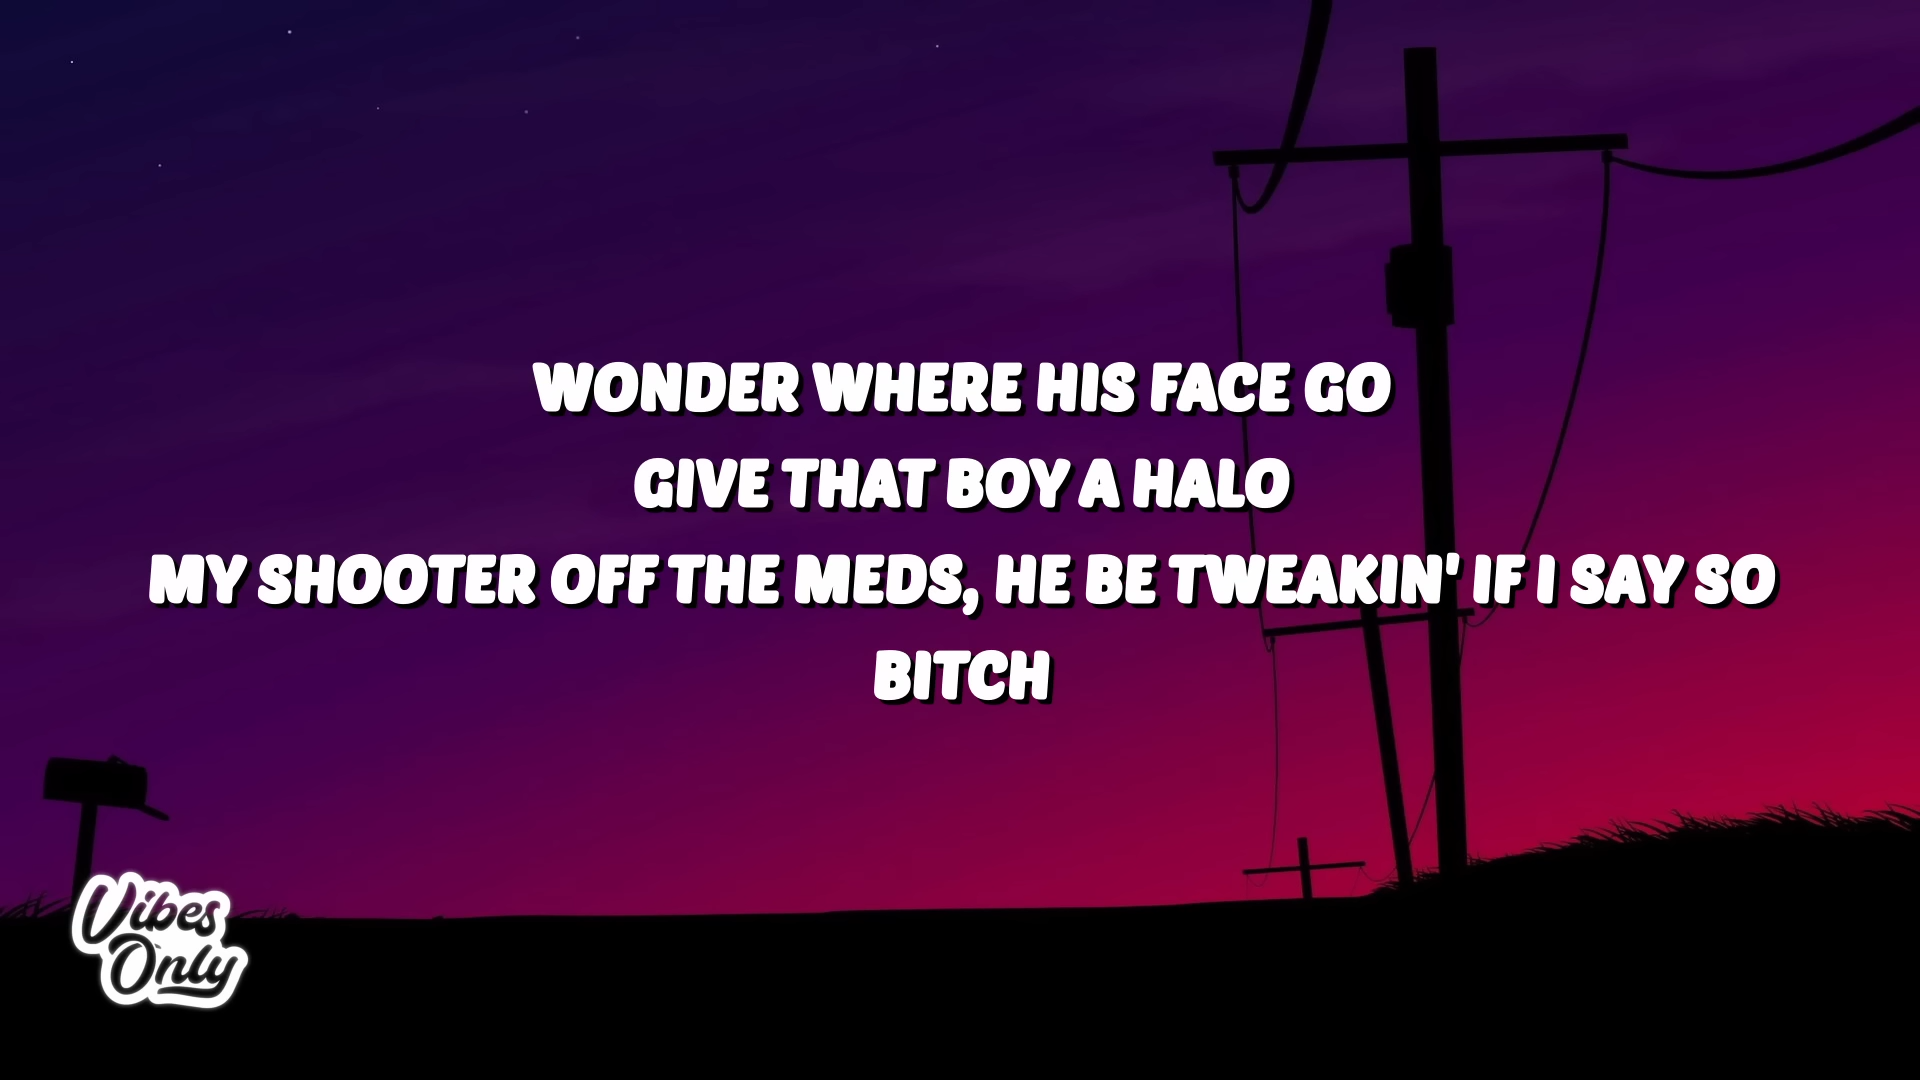 WONDER WHERE HIS FACE GO
GIVE THAT BOY A HALO
MY SHOOTER OFF THE MEDS, HE BE TWEAKIN' IF I SAY SO
BITCH
Vibes
Only